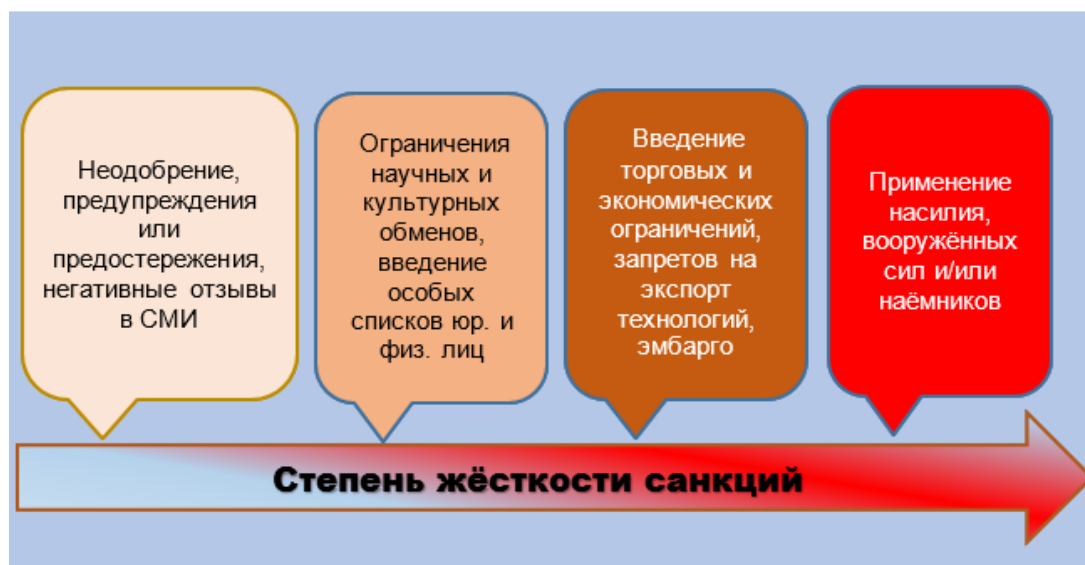 Неодобрение,
предупреждения
или
предостережения,
негативные отзывы
в СМИ
Ограничения
научных и
культурных
обменов,
введение
особых
списков юр. и
физ. лиц
Введение
торговых и
экономических
ограничений,
запретов на
экспорт
технологий,
эмбарго
Применение
насилия,
вооружённых
сил и/или
наёмников
Степень жёсткости санкций